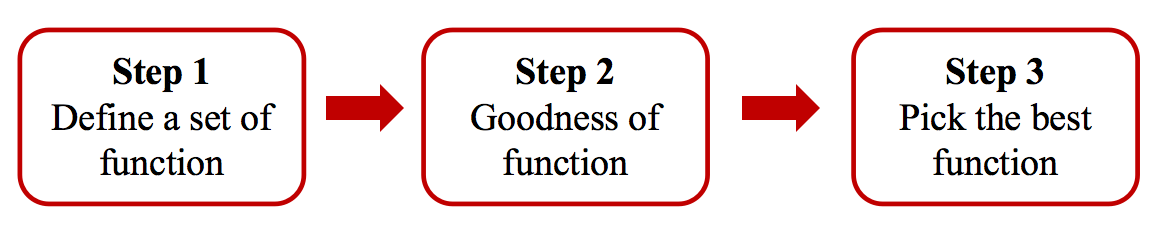 Step 1
Define a set of
function
Step 2
Goodness of
function
Step 3
Pick the best
function